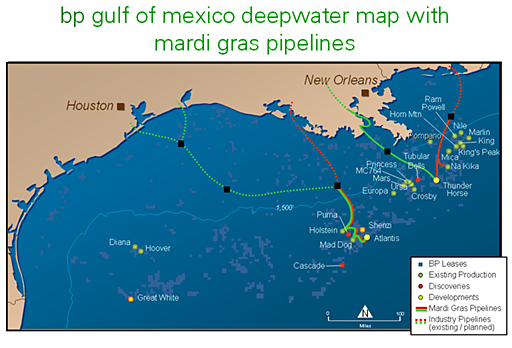 bp gulf of mexico deepwater map with
mardi gras pipelines
New Orleans
Houston
Ram
Powell
Horn Mtn
Nile
Marlin
King
King's Peak
Mica
Na Kika
Tubular
Bells
Princess
MC764
Mars
Ursa
Europa
Crosby
Thunder
Horse
1,500'
Puma
Holstein
Shenzi
Atlantis
Mad Dog
Diana
Hoover
Cascade
Great White
BP Leases
Existing Production
Discoveries
Developments
Mardi Gras Pipelines
Industry Pipelines
(existing / planned)
N
0
100
Miles